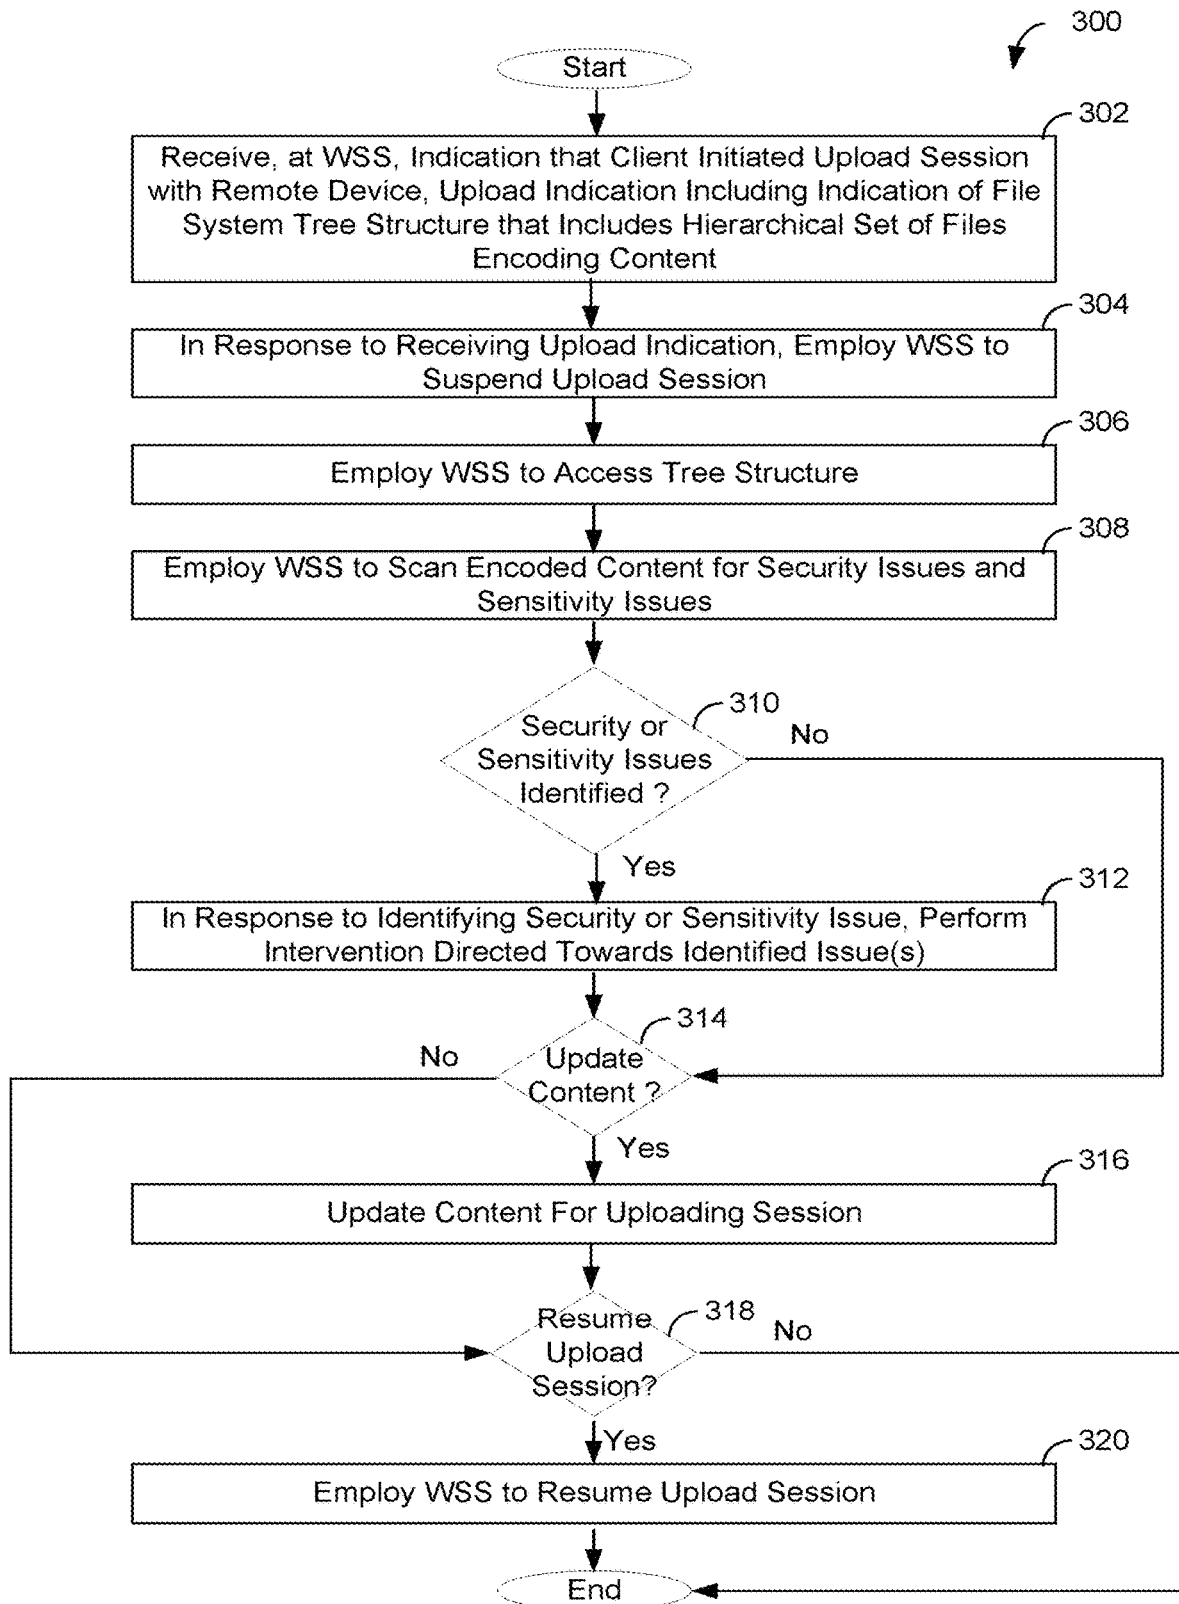 300
Start
302
Receive, at WSS, Indication that Client Initiated Upload Session
with Remote Device, Upload Indication Including Indication of File
System Tree Structure that Includes Hierarchical Set of Files
Encoding Content
304
In Response to Receiving Upload Indication, Employ WSS to
Suspend Upload Session
306
Employ WSS to Access Tree Structure
308
Employ WSS to Scan Encoded Content for Security Issues and
Sensitivity Issues
310
Security or
Sensitivity Issues
Identified ?
No
Yes
312
In Response to Identifying Security or Sensitivity Issue, Perform
Intervention Directed Towards Identified Issue(s)
314
No
Update
Content ?
Yes
316
Update Content For Uploading Session
318
Resume
Upload
Session?
No
Yes
320
Employ WSS to Resume Upload Session
End